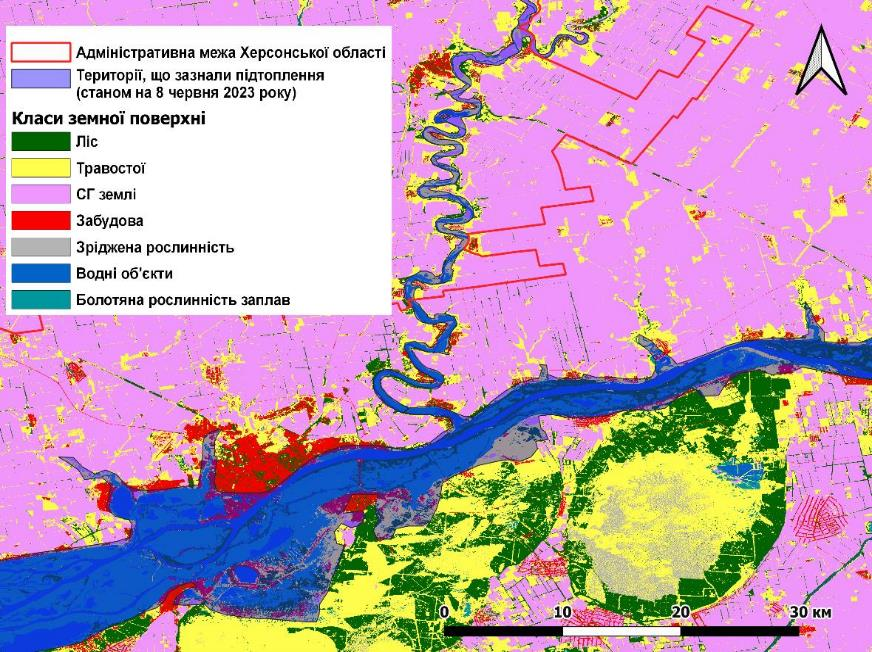 Адміністративна межа Херсонської області
Території, що зазнали підтоплення
(станом на 8 червня 2023 року)
Класи земної поверхні
Ліс
Травостої
СГ землі
Забудова
Зріджена рослинність
Водні об'єкти
Болотяна рослинність заплав
0 10 20 30 км